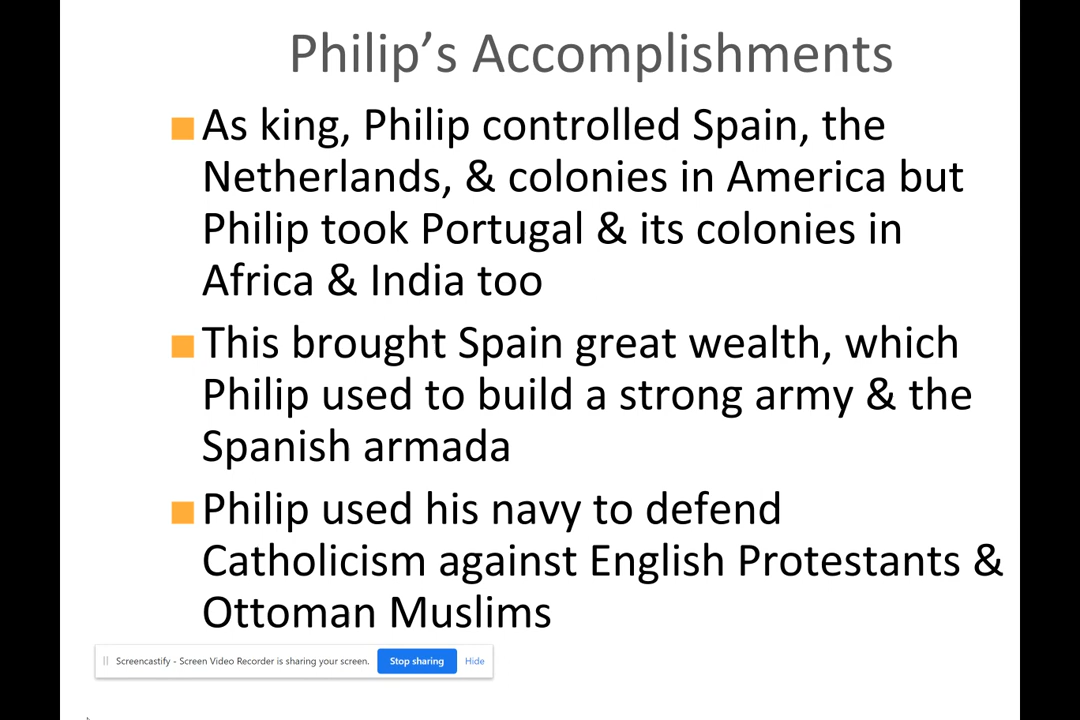 Philip’s Accomplishments
■As king, Philip controlled Spain, the
Netherlands, & colonies in America but
Philip took Portugal & its colonies in
Africa & India too
■This brought Spain great wealth, which
Philip used to build a strong army & the
Spanish armada
■Philip used his navy to defend
Catholicism against English Protestants &
Ottoman Muslims
Screencastify - Screen Video Recorder is sharing your screen. Stop sharing Hide